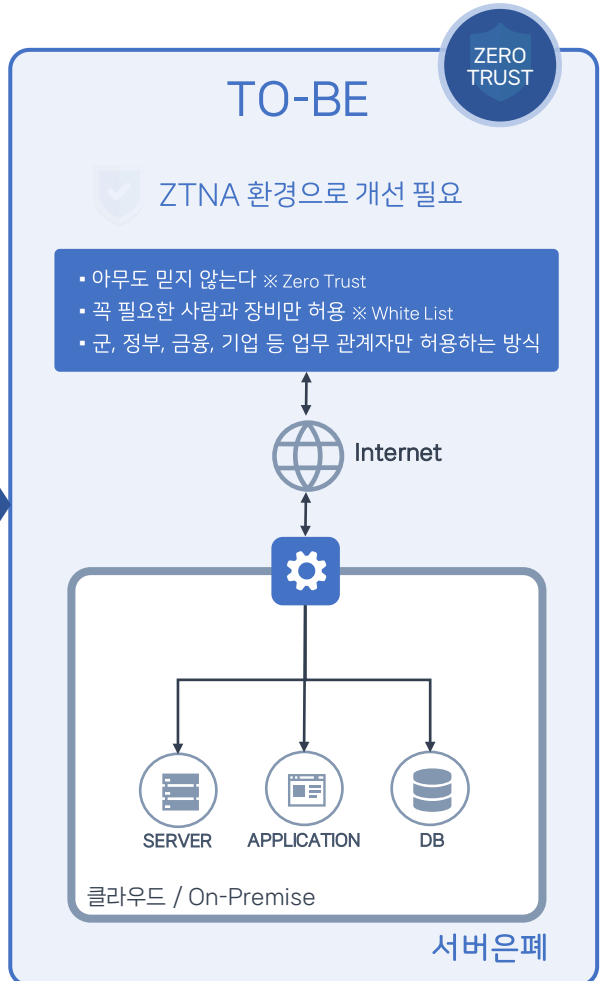 ZERO
TRUST
TO-BE
ZTNA 환경으로 개선 필요
▪ 아무도 믿지 않는다 ※ Zero Trust
▪ 꼭 필요한 사람과 장비만 허용 ※ White List
▪ 군, 정부, 금융, 기업 등 업무 관계자만 허용하는 방식
Internet
SERVER
APPLICATION
DB
클라우드 / On-Premise
서버은폐